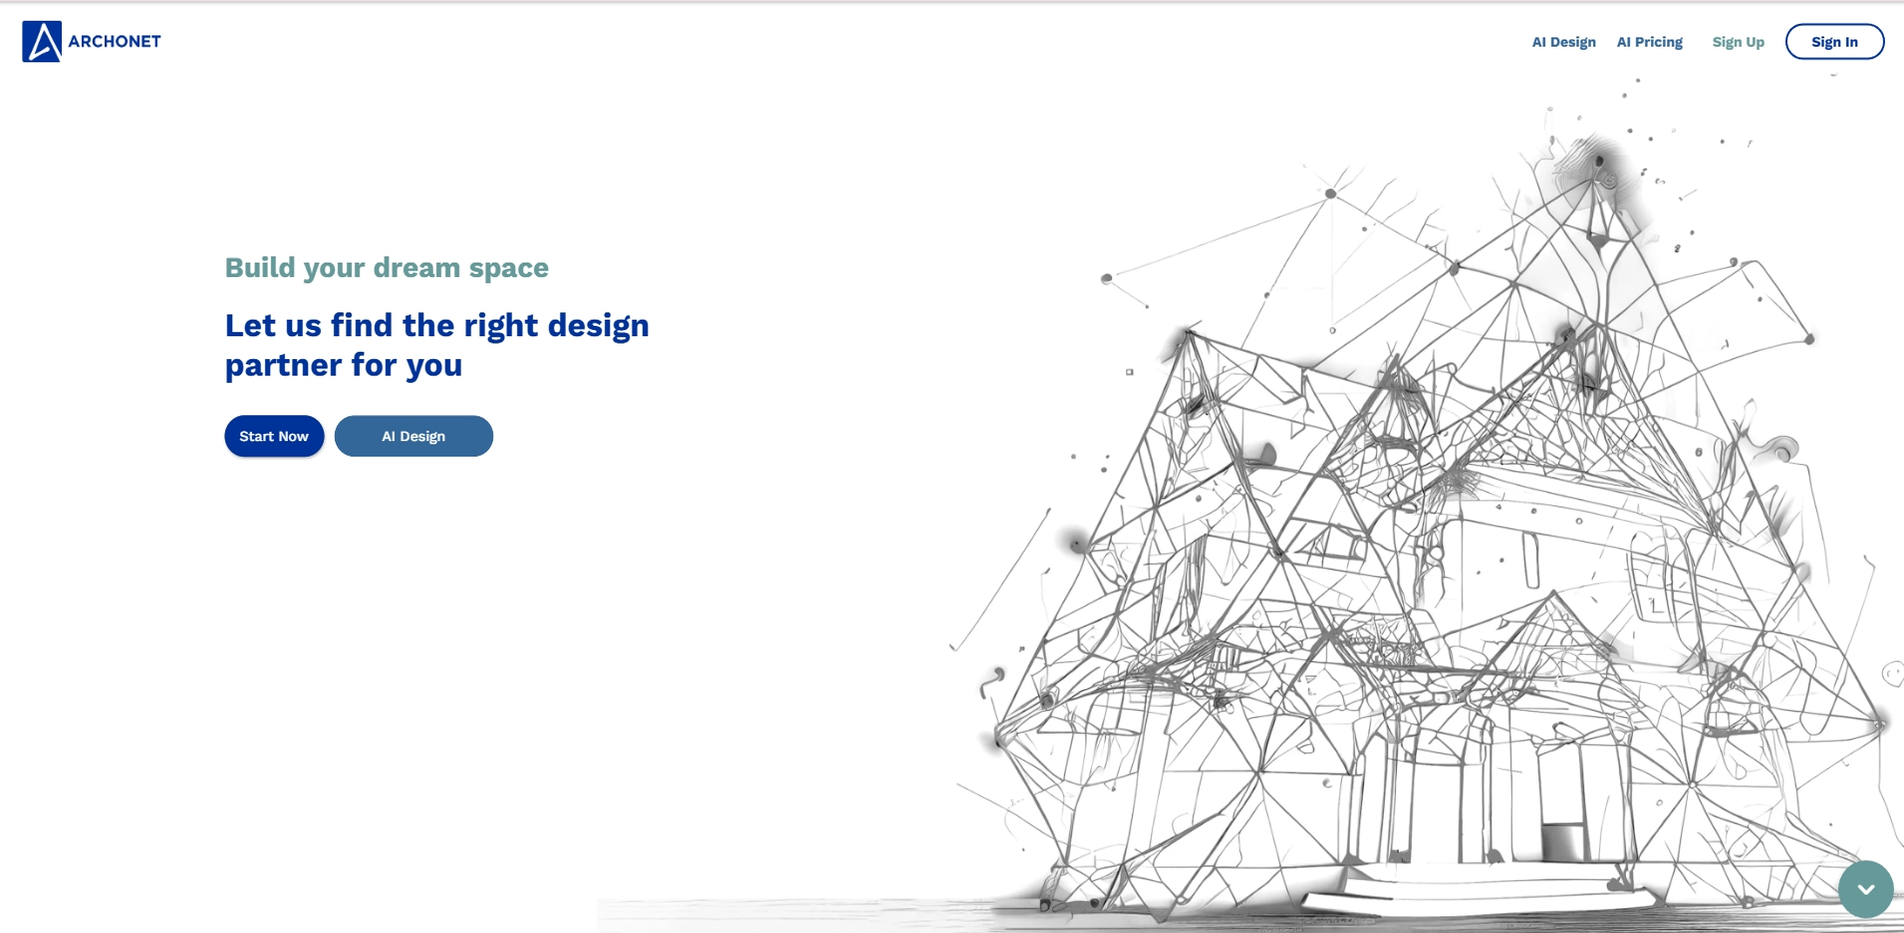 ARCHONET
AI Design
AI Pricing
Sign Up
Sign In
Build your dream space
Let us find the right design
partner for you
Start Now
AI Design